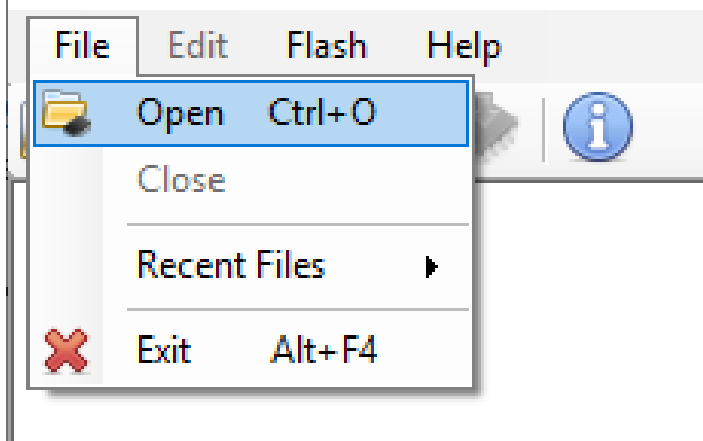 File Edit Flash Help
Open Ctrl+O
Close
Recent Files
Exit Alt+F4